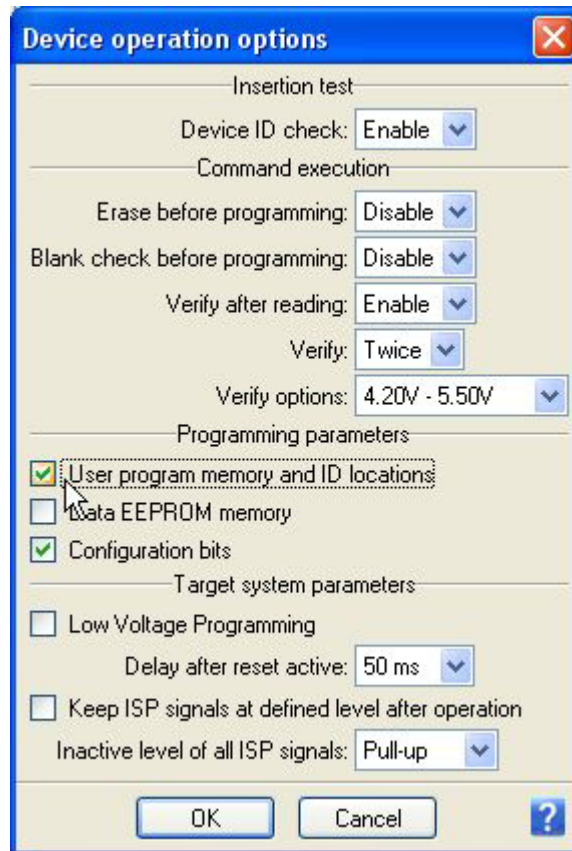 Device operation options
Insertion test
Device ID check: Enable
Command execution
Erase before programming: Disable
Blank check before programming: Disable
Verify after reading: Enable
Verify: Twice
Verify options: 4.20V - 5.50V
Programming parameters
User program memory and ID locations
Data EEPROM memory
Configuration bits
Target system parameters
Low Voltage Programming
Delay after reset active: 50 ms
Keep ISP signals at defined level after operation
Inactive level of all ISP signals: Pull-up
OK Cancel ?